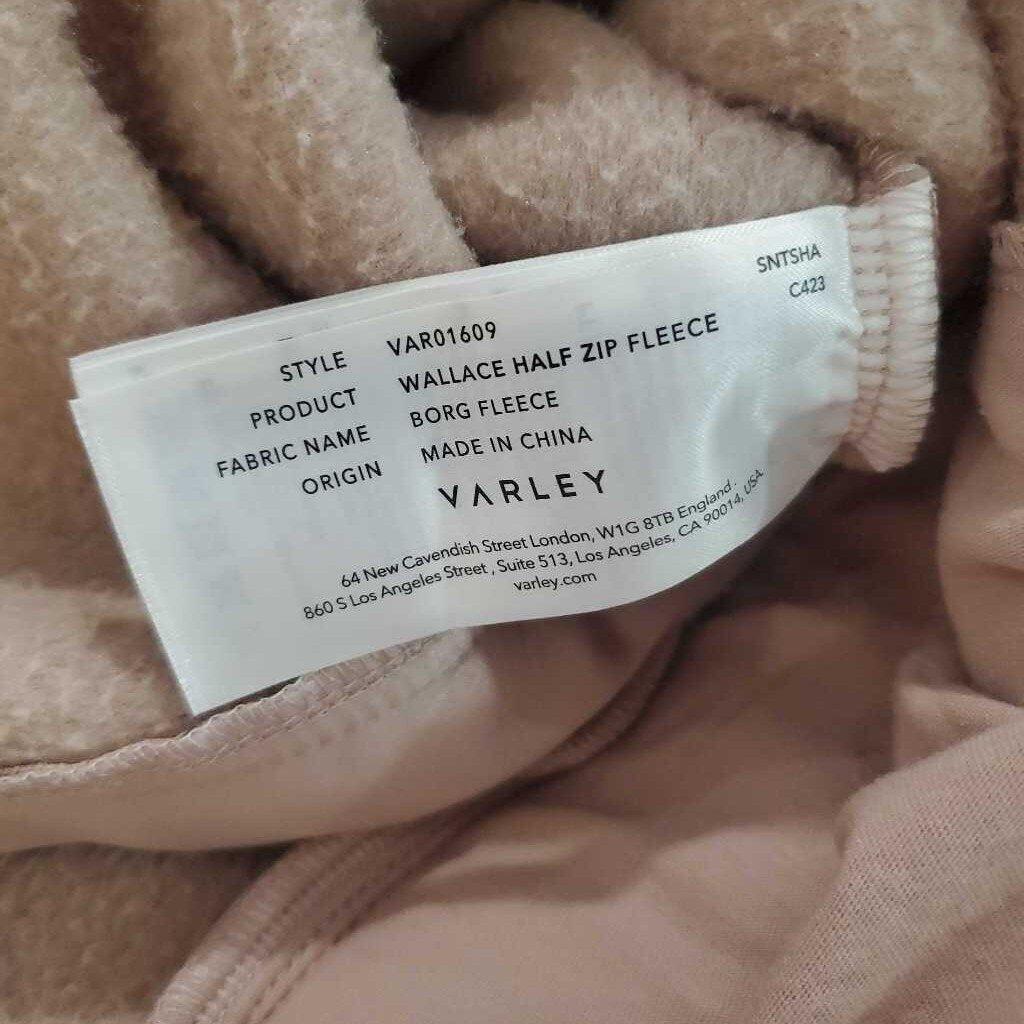 SNTSHA
C423
STYLE VAR01609
PRODUCT WALLACE HALF ZIP FLEECE
FABRIC NAME BORG FLEECE
ORIGIN MADE IN CHINA
VARLEY
64 New Cavendish Street London, W1G 8TB England.
860 S Los Angeles Street , Suite 513, Los Angeles, CA 90014, USA
varley.com